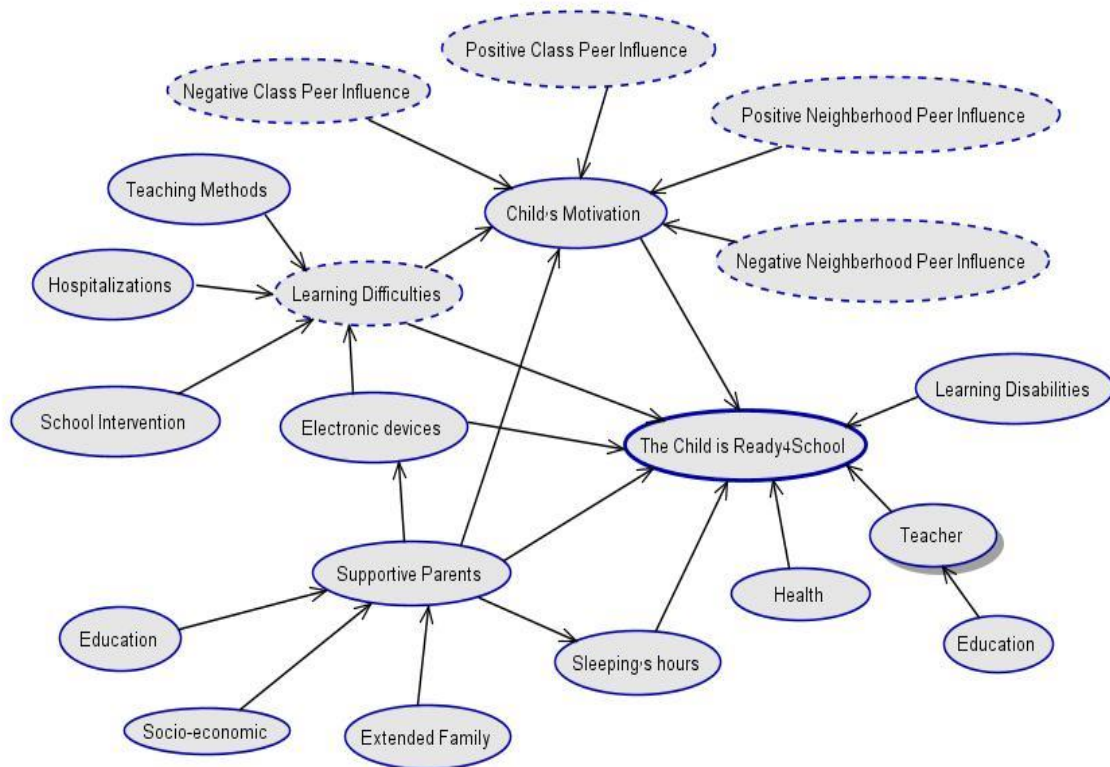 Positive Class Peer Influence
Negative Class Peer Influence
Positive Neighberhood Peer Influence
Teaching Methods
Child's Motivation
Negative Neighberhood Peer Influence
Hospitalizations
Learning Difficulties
Learning Disabilities
School Intervention
Electronic devices
The Child is Ready4School
Teacher
Supportive Parents
Health
Education
Education
Sleeping's hours
Socio-economic
Extended Family